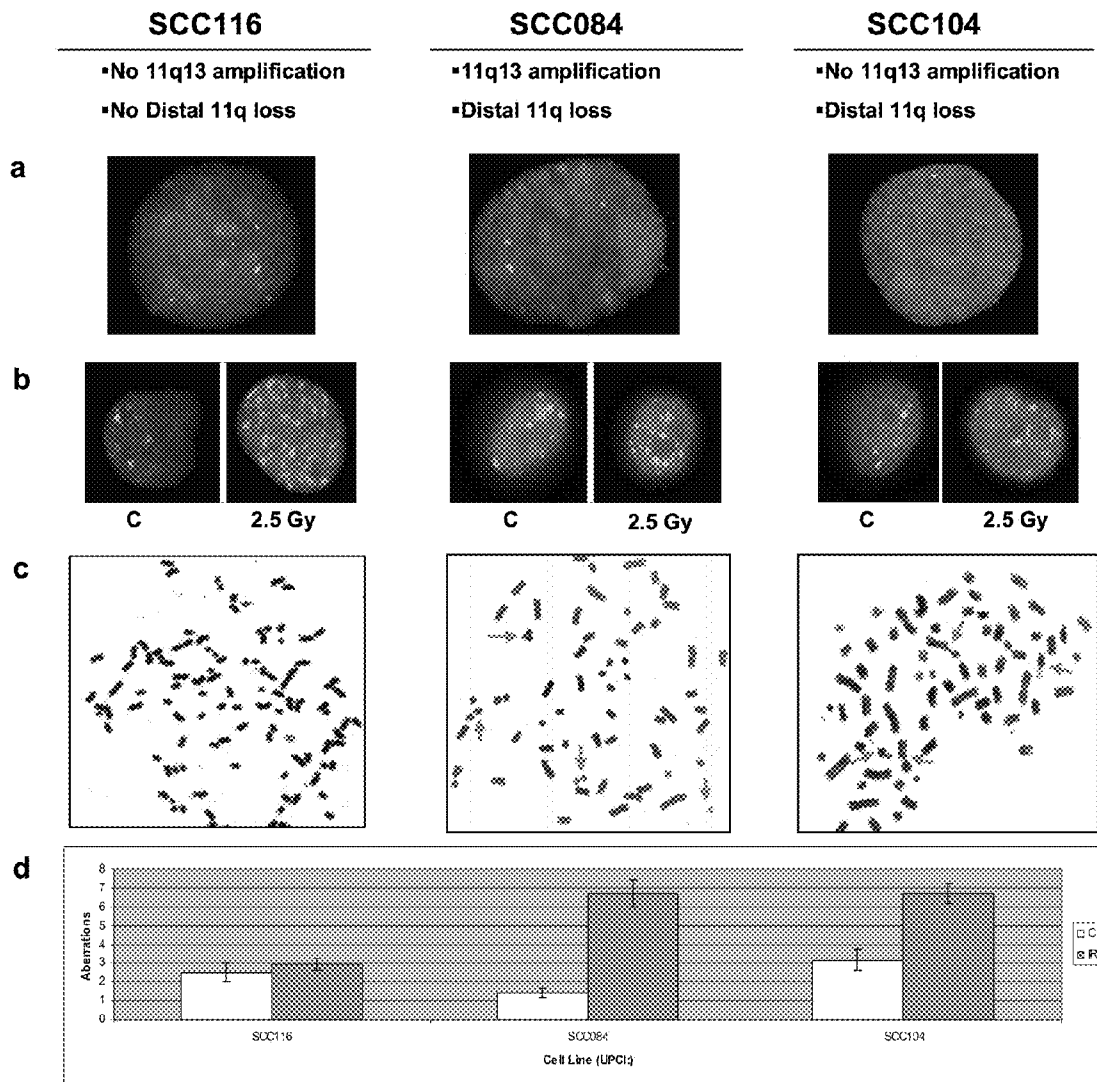 SCC116 SCC084 SCC104
▪No 11q13 amplification ▪11q13 amplification ▪No 11q13 amplification
▪No Distal 11q loss ▪Distal 11q loss ▪Distal 11q loss
a
b
C 2.5 Gy C 2.5 Gy C 2.5 Gy
c
d
8
7
6
5
4
3
2
1
0
Aberrations
C
SCC116 SCC084 SCC104
Cell Line (UPCI:)